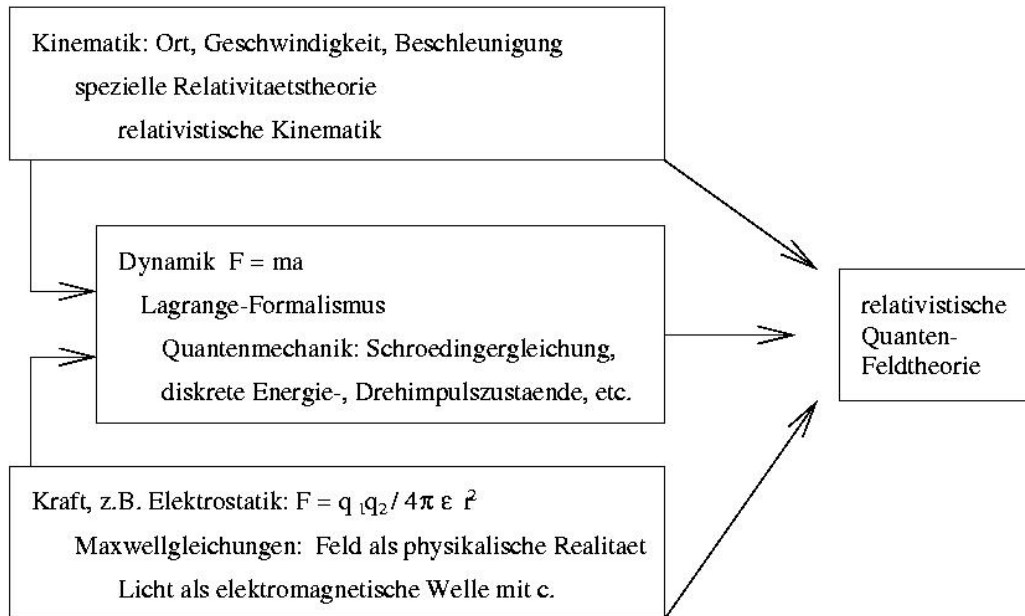 Kinematik: Ort, Geschwindigkeit, Beschleunigung
spezielle Relativitaetstheorie
relativistische Kinematik
Dynamik F = ma
Lagrange-Formalismus
Quantenmechanik: Schroedingergleichung,
diskrete Energie-, Drehimpulszustaende, etc.
Kraft, z.B. Elektrostatik: F = q₁q₂ / 4π ε r²
Maxwellgleichungen: Feld als physikalische Realitaet
Licht als elektromagnetische Welle mit c.
relativistische
Quanten-
Feldtheorie